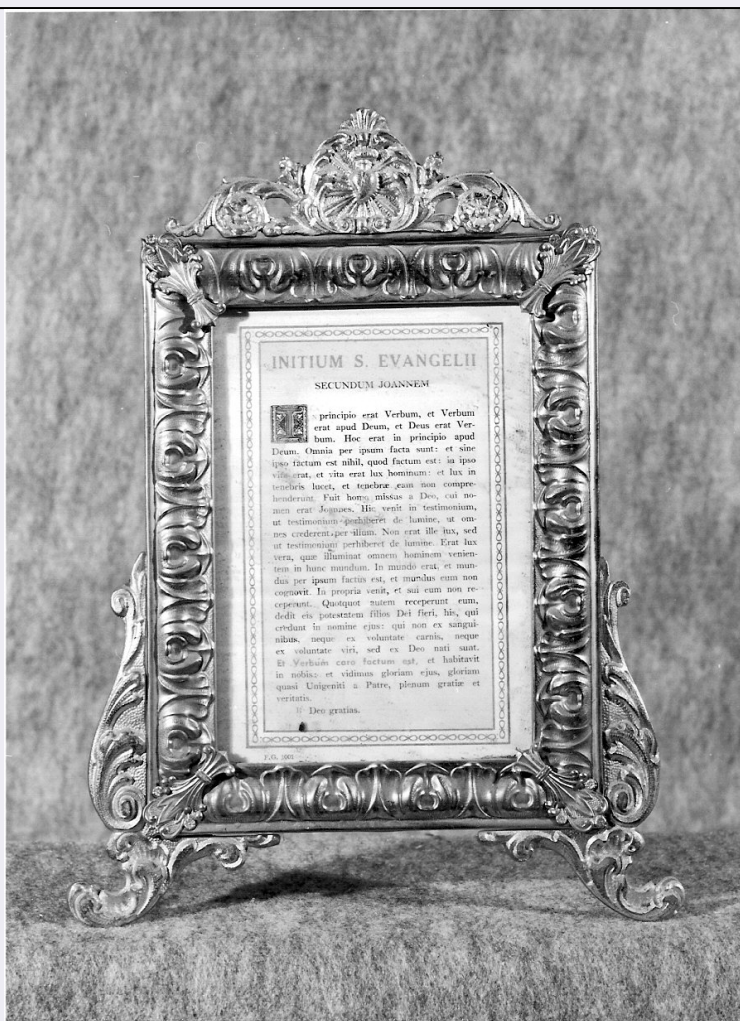 INITIUM S. EVANGELII
SECUNDUM JOANNEM
In principio erat Verbum, et Verbum
erat apud Deum, et Deus erat Ver-
bum. Hoc erat in principio apud
Deum. Omnia per ipsum facta sunt: et sine
ipso factum est nihil, quod factum est: in ipso
vita erat, et vita erat lux hominum: et lux in
tenebris lucet, et tenebræ eam non compre-
henderunt. Fuit homo missus a Deo, cui no-
men erat Joannes. Hic venit in testimonium,
ut testimonium perhiberet de lumine, ut om-
nes crederent per illum. Non erat ille lux, sed
ut testimonium perhiberet de lumine. Erat lux
vera, quæ illuminat omnem hominem venien-
tem in hunc mundum. In mundo erat, et mun-
dus per ipsum factus est, et mundus eum non
cognovit. In propria venit, et sui eum non re-
ceperunt. Quotquot autem receperunt eum,
dedit eis potestatem filios Dei fieri, his, qui
credunt in nomine ejus: qui non ex sangui-
nibus, neque ex voluntate carnis, neque
ex voluntate viri, sed ex Deo nati sunt.
Et Verbum caro factum est, et habitavit
in nobis: et vidimus gloriam ejus, gloriam
quasi Unigeniti a Patre, plenum gratiæ et
veritatis.
Deo gratias.